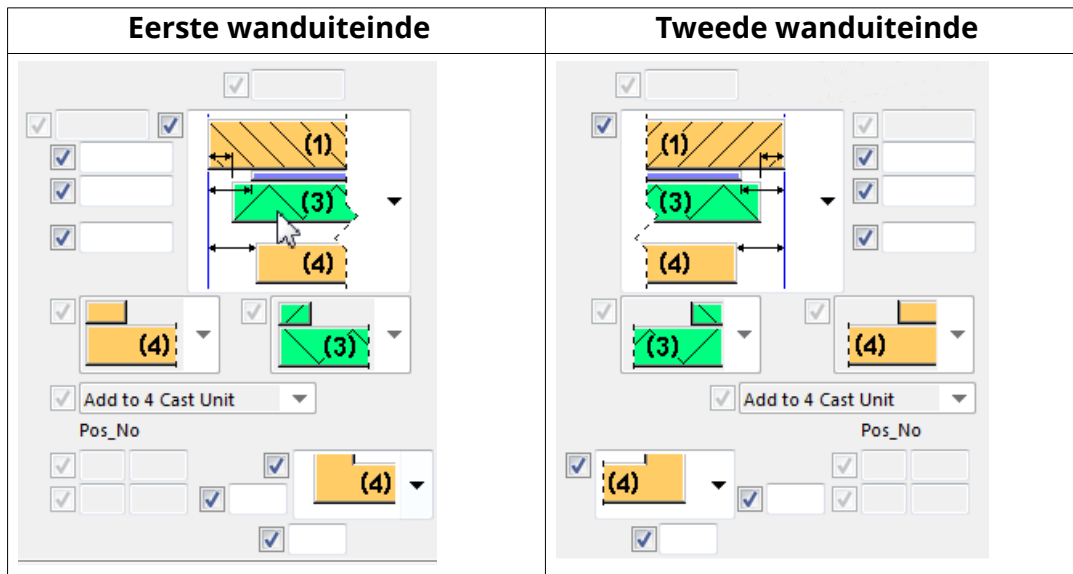 Eerste wanduiteinde
(1)
(3)
(4)
(4)
(3)
Add to 4 Cast Unit
Pos_No
(4)
Tweede wanduiteinde
(1)
(3)
(4)
(3)
(4)
Add to 4 Cast Unit
Pos_No
(4)